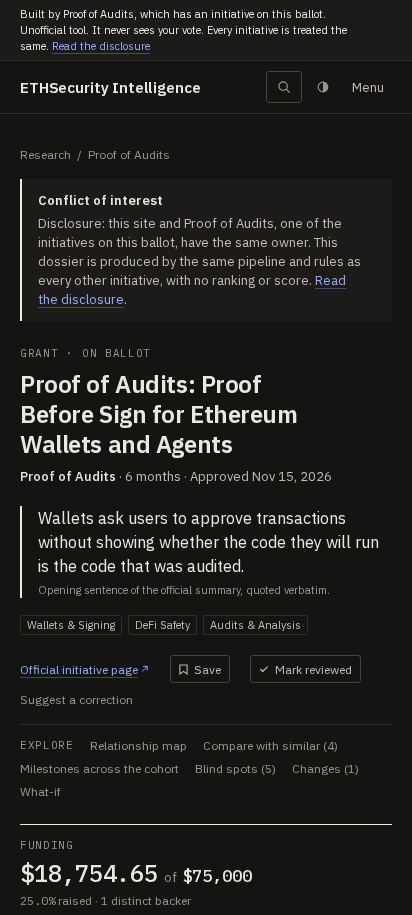 Built by Proof of Audits, which has an initiative on this ballot.
Unofficial tool. It never sees your vote. Every initiative is treated the
same. Read the disclosure
ETHSecurity Intelligence
Menu
Research / Proof of Audits
Conflict of interest
Disclosure: this site and Proof of Audits, one of the
initiatives on this ballot, have the same owner. This
dossier is produced by the same pipeline and rules as
every other initiative, with no ranking or score. Read
the disclosure.
GRANT · ON BALLOT
Proof of Audits: Proof
Before Sign for Ethereum
Wallets and Agents
Proof of Audits · 6 months · Approved Nov 15, 2026
Wallets ask users to approve transactions
without showing whether the code they will run
is the code that was audited.
Opening sentence of the official summary, quoted verbatim.
Wallets & Signing DeFi Safety Audits & Analysis
Official initiative page ↗ Save Mark reviewed
Suggest a correction
EXPLORE Relationship map Compare with similar (4)
Milestones across the cohort Blind spots (5) Changes (1)
What-if
FUNDING
$18,754.65 of $75,000
25.0% raised · 1 distinct backer